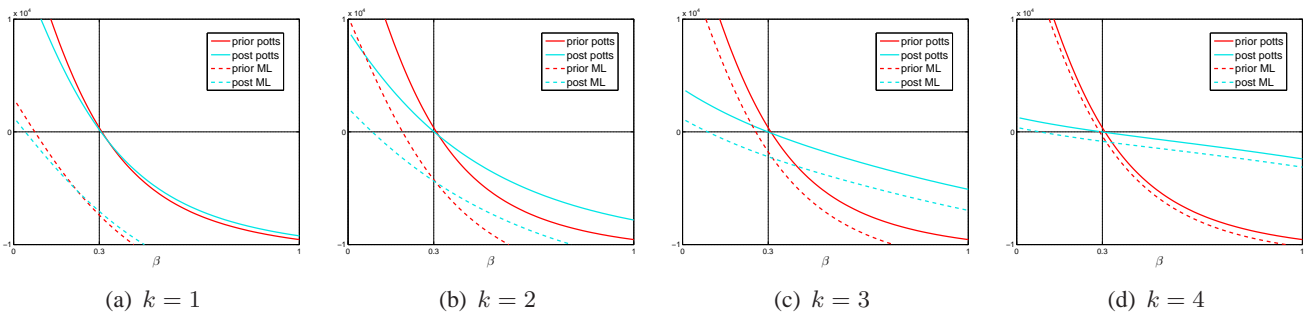 x 10⁴
1
0
−1
0
0.3
1
β
prior potts
post potts
prior ML
post ML
(a) k = 1
x 10⁴
1
0
−1
0
0.3
1
β
prior potts
post potts
prior ML
post ML
(b) k = 2
x 10⁴
1
0
−1
0
0.3
1
β
prior potts
post potts
prior ML
post ML
(c) k = 3
x 10⁴
1
0
−1
0
0.3
1
β
prior potts
post potts
prior ML
post ML
(d) k = 4